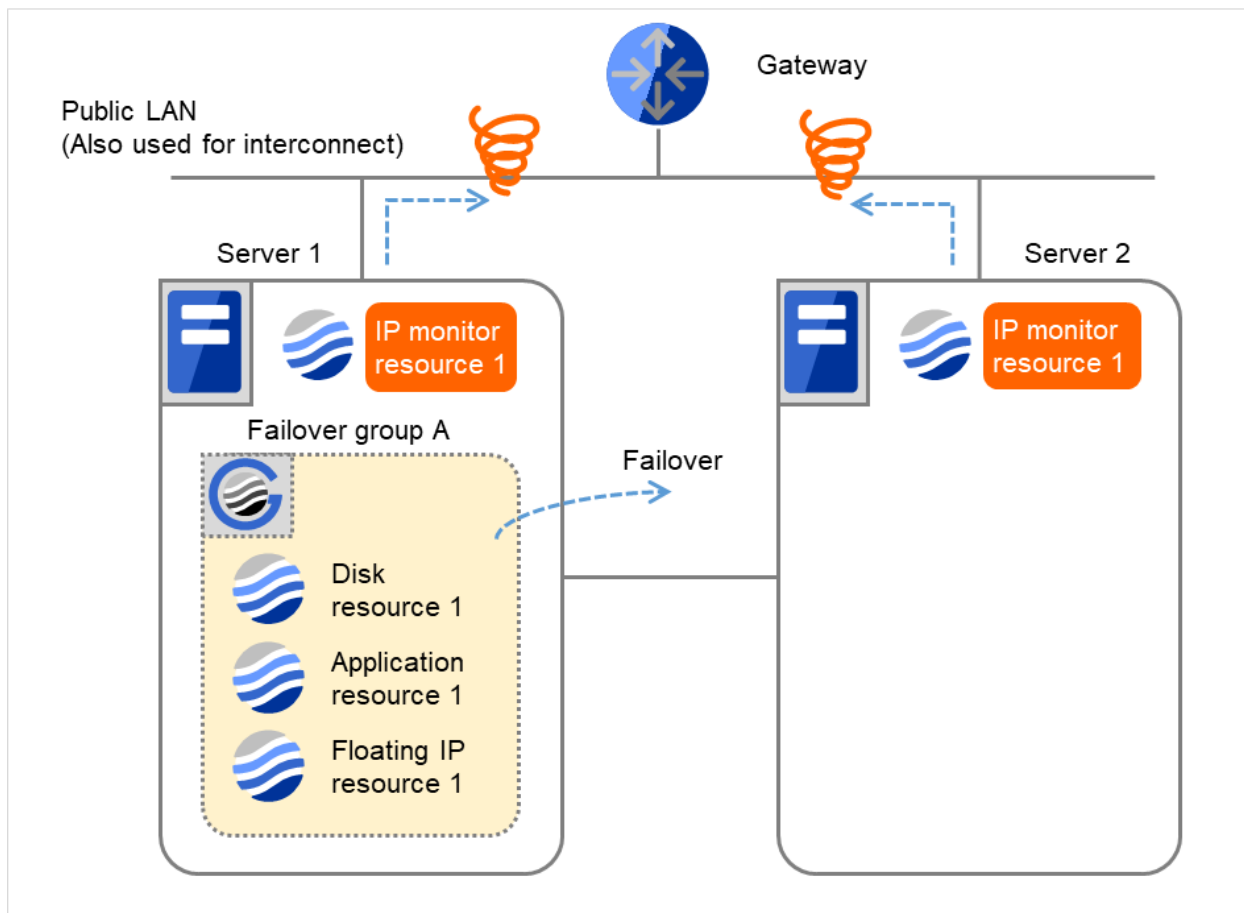 Gateway
Public LAN
(Also used for interconnect)
Server 1
Server 2
IP monitor
resource 1
IP monitor
resource 1
Failover group A
Failover
Disk
resource 1
Application
resource 1
Floating IP
resource 1